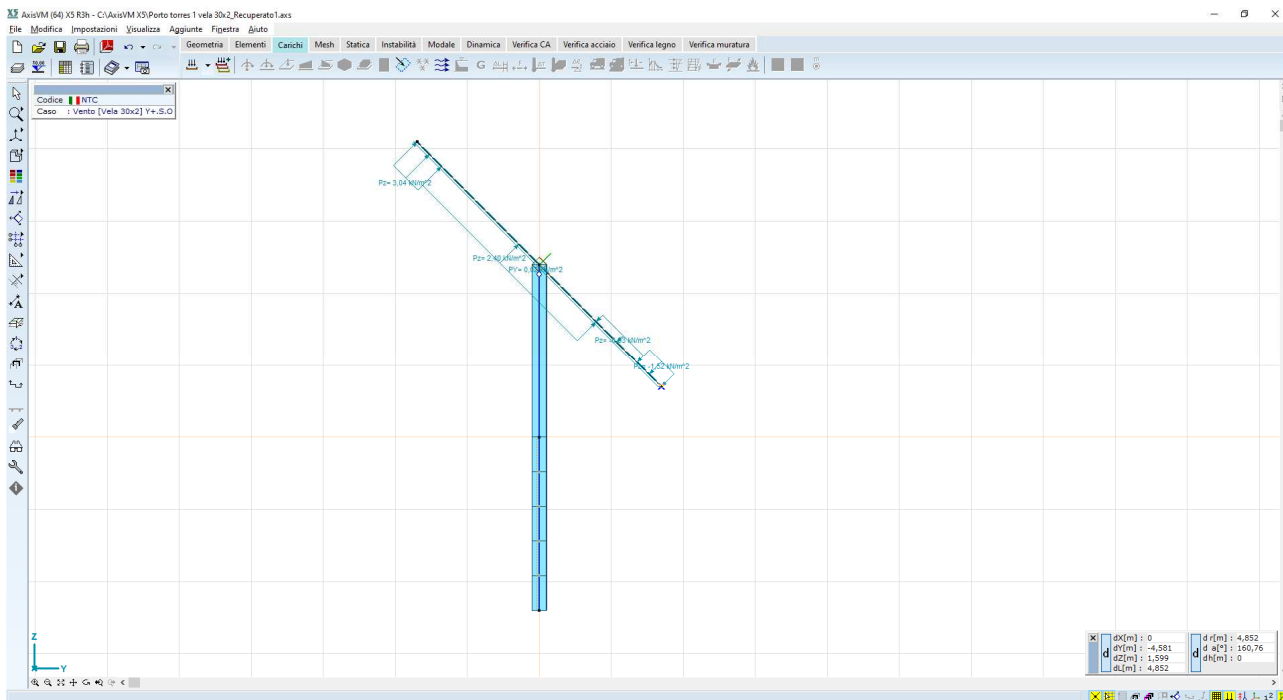 AxisVM (64) X5 R3h - C:\AxisVM X5\Porto torres 1 vela 30x2_Recuperato1.axs
File Modifica Impostazioni Visualizza Aggiunte Finestra Aiuto
Geometria Elementi Carichi Mesh Statica Instabilità Modale Dinamica Verifica CA Verifica acciaio Verifica legno Verifica muratura
Codice NTC
Caso : Vento [Vela 30x2] Y+.S.O
Pz= 3,04 kN/m^2
Pz= 2,40 kN/m^2
kN/m^2
Pz= -1,52 kN/m^2
Z
Y
dX[m] : 0
dY[m] : -4,581
dZ[m] : 1,599
dL[m] : 4,852
d
d r[m] : 4,852
d a[°] : 160,76
dh[m] : 0
d